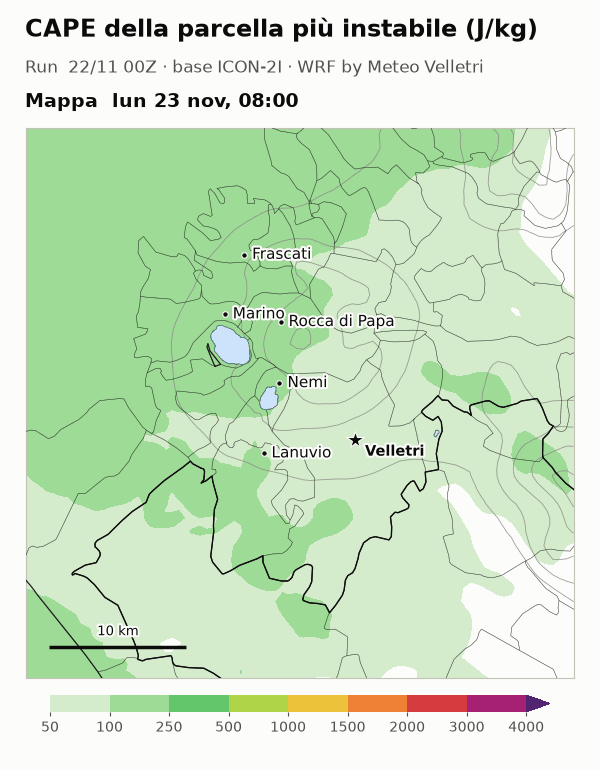 CAPE della parcella più instabile (J/kg)
Run  22/11 00Z · base ICON-2I · WRF by Meteo Velletri
Mappa  lun 23 nov, 08:00
Frascati
Marino
Rocca di Papa
Nemi
Velletri
Lanuvio
10 km
50 100 250 500 1000 1500 2000 3000 4000